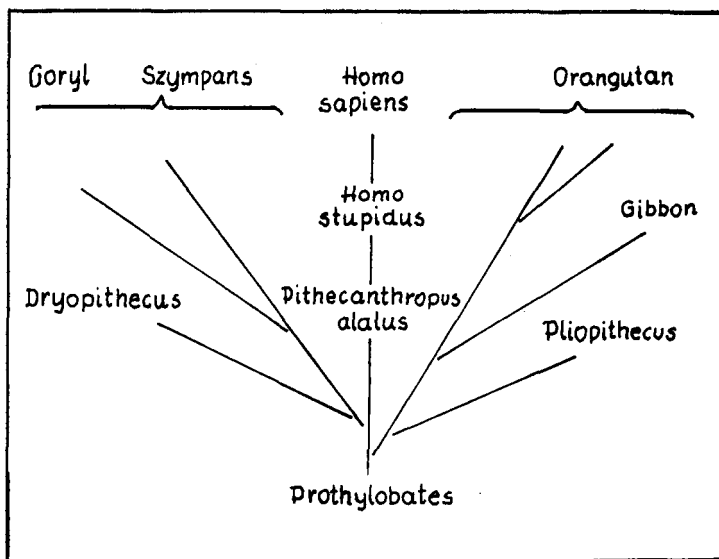 Goryl Szympans Homo sapiens Orangutan
Homo stupidus
Gibbon
Dryopithecus
Pithecanthropus alalus
Pliopithecus
Prothylobates